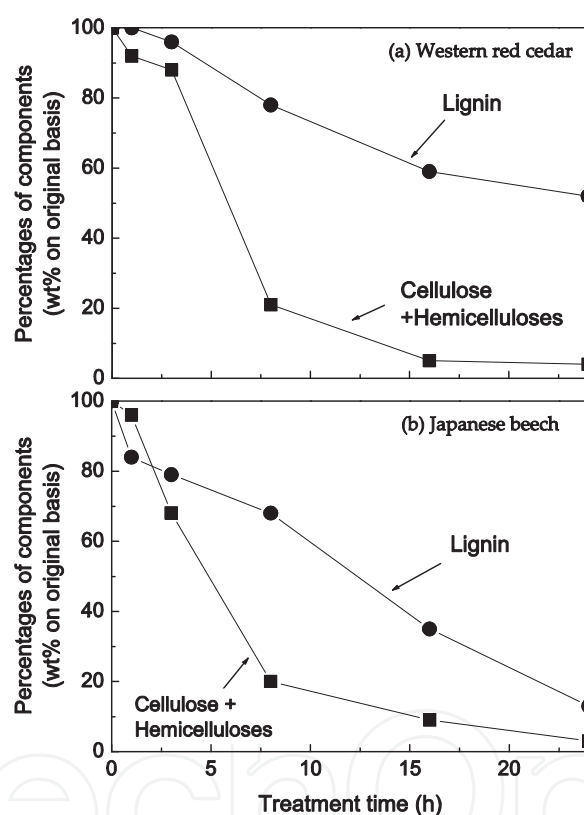 100
80
60
40
20
0
Percentages of components
(wt% on original basis)
(a) Western red cedar
Lignin
Cellulose
+Hemicelluloses
100
80
60
40
20
0
Percentages of components
(wt% on original basis)
(b) Japanese beech
Lignin
Cellulose +
Hemicelluloses
0 5 10 15 20
Treatment time (h)